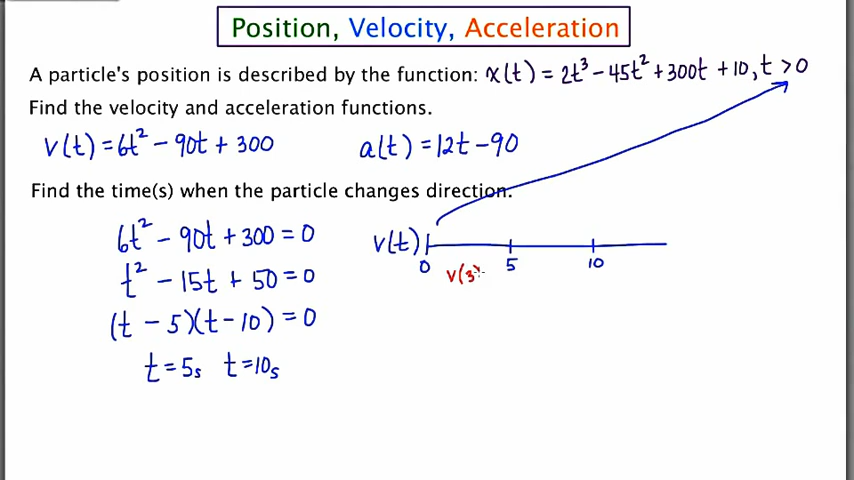 Position, Velocity, Acceleration
A particle's position is described by the function: x(t) = 2t³ - 45t² + 300t + 10, t > 0
Find the velocity and acceleration functions.
v(t) = 6t² - 90t + 300 a(t) = 12t - 90
Find the time(s) when the particle changes direction.
6t² - 90t + 300 = 0
v(t)
t² - 15t + 50 = 0
0 5 10
v(3)
(t - 5)(t - 10) = 0
t = 5s t = 10s